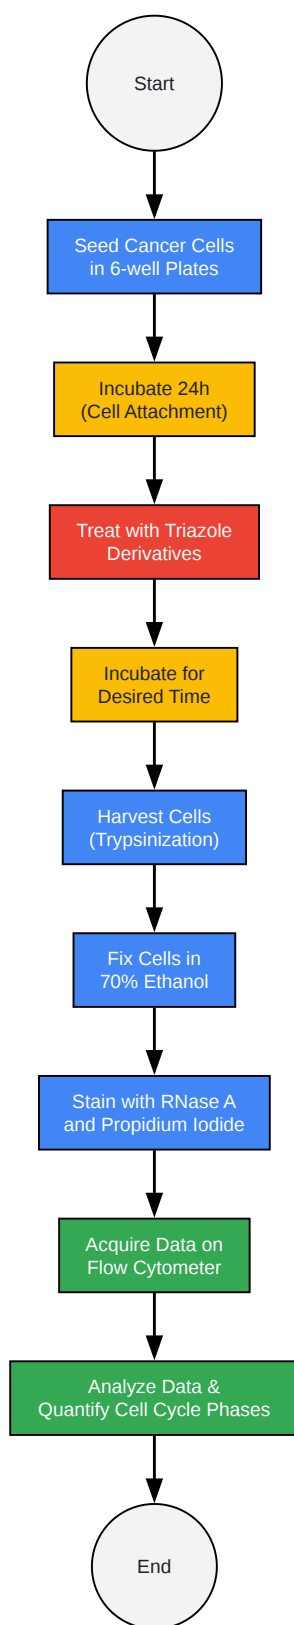 Start
Seed Cancer Cells
in 6-well Plates
Incubate 24h
(Cell Attachment)
Treat with Triazole
Derivatives
Incubate for
Desired Time
Harvest Cells
(Trypsinization)
Fix Cells in
70% Ethanol
Stain with RNase A
and Propidium Iodide
Acquire Data on
Flow Cytometer
Analyze Data &
Quantify Cell Cycle Phases
End